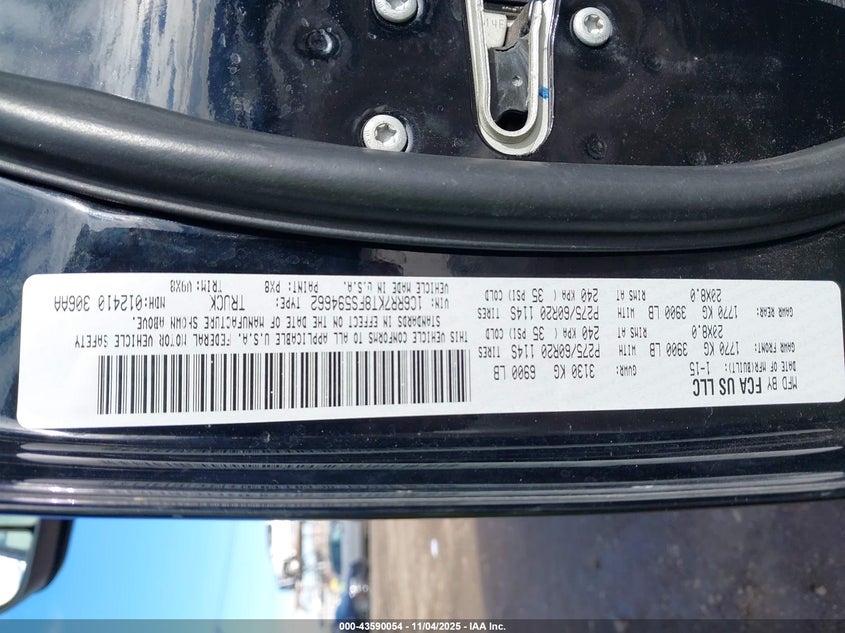 MFD BY FCA US LLC
DATE OF MFR(BUILT): 1-15 GVWR: 3130 KG 6900 LB
GAWR FRONT: 1770 KG 3900 LB WITH P275/60R20 114S TIRES
20X8.0 RIMS AT 240 KPA ( 35 PSI) COLD
GAWR REAR: 1770 KG 3900 LB WITH P275/60R20 114S TIRES
20X8.0 RIMS AT 240 KPA ( 35 PSI) COLD
THIS VEHICLE CONFORMS TO ALL APPLICABLE U.S.A. FEDERAL MOTOR VEHICLE SAFETY
STANDARDS IN EFFECT ON THE DATE OF MANUFACTURE SHOWN ABOVE.
VIN: 1C6RR7KT8FS594662 TYPE: TRUCK MDH:012410 306AA
VEHICLE MADE IN U.S.A. PAINT: PX8 TRIM: V9X8
000-43590054 - 11/04/2025 - IAA Inc.